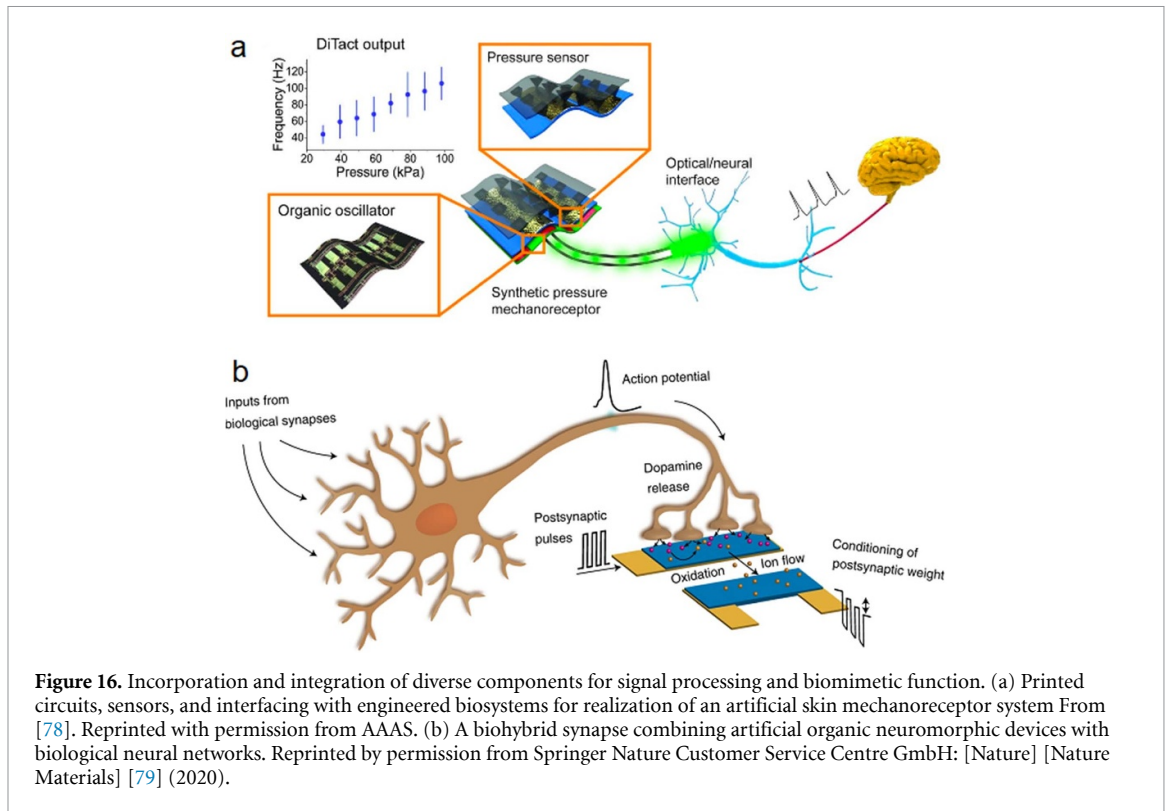 a
DiTact output
Frequency (Hz)
120
100
80
60
40
20
40
60
80
100
Pressure (kPa)
Pressure sensor
Organic oscillator
Synthetic pressure
mechanoreceptor
Optical/neural
interface
b
Inputs from
biological synapses
Action potential
Dopamine
release
Postsynaptic
pulses
Oxidation
Ion flow
Conditioning of
postsynaptic weight
Figure 16. Incorporation and integration of diverse components for signal processing and biomimetic function. (a) Printed
circuits, sensors, and interfacing with engineered biosystems for realization of an artificial skin mechanoreceptor system From
[78]. Reprinted with permission from AAAS. (b) A biohybrid synapse combining artificial organic neuromorphic devices with
biological neural networks. Reprinted by permission from Springer Nature Customer Service Centre GmbH: [Nature] [Nature
Materials] [79] (2020).